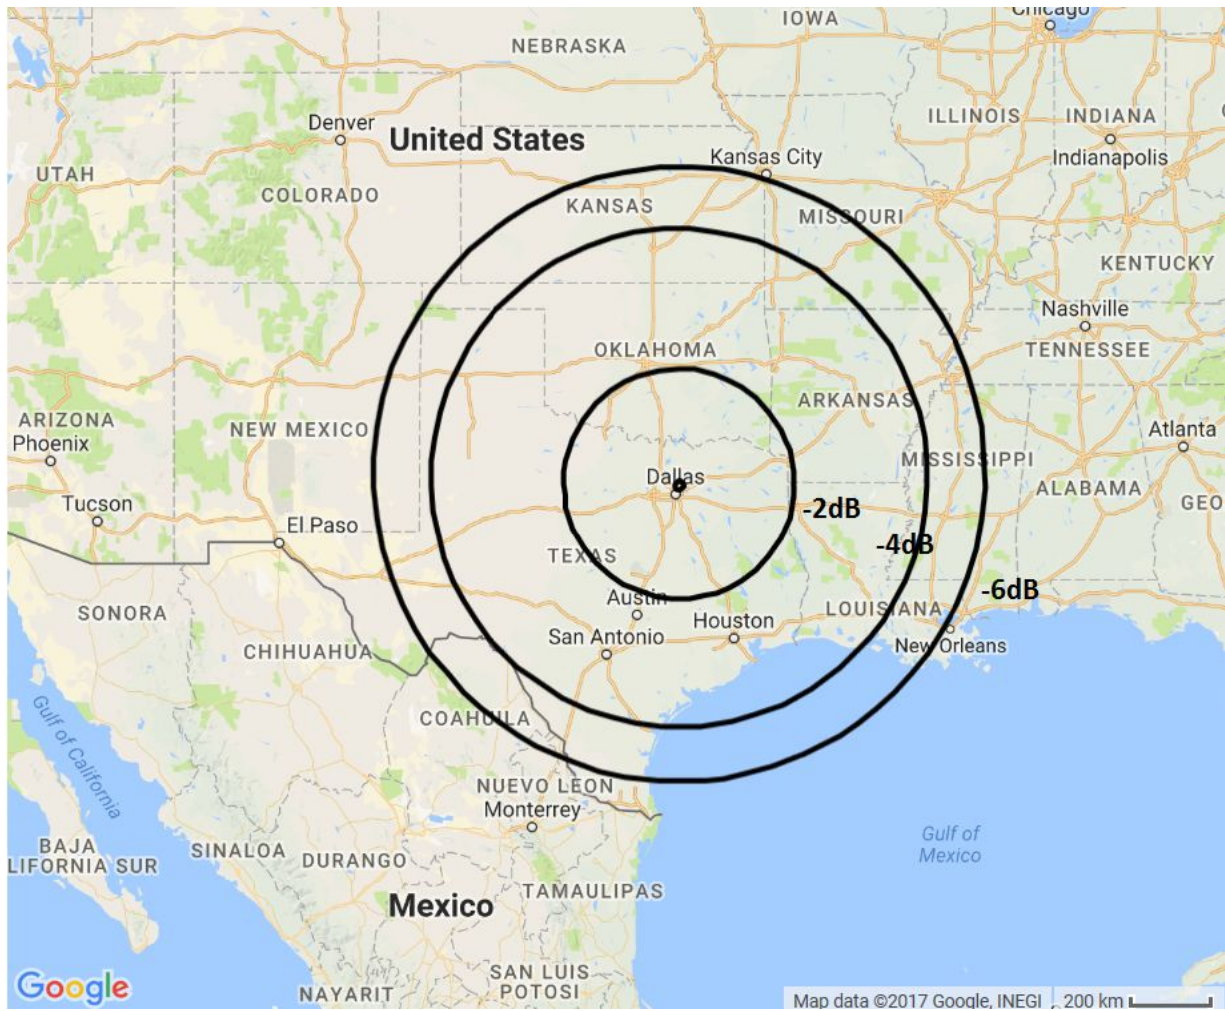 Chicago
IOWA
NEBRASKA
ILLINOIS
INDIANA
Denver
United States
Kansas City
Indianapolis
UTAH
COLORADO
KANSAS
MISSOURI
KENTUCKY
Nashville
OKLAHOMA
TENNESSEE
ARKANSAS
ARIZONA
NEW MEXICO
Atlanta
Phoenix
MISSISSIPPI
Dallas
ALABAMA
Tucson
GEO
-2dB
El Paso
-4dB
TEXAS
-6dB
Austin
SONORA
LOUISIANA
Houston
San Antonio
New Orleans
CHIHUAHUA
COAHUILA
Gulf of California
NUEVO LEON
Monterrey
Gulf of
Mexico
BAJA
LIFORNIA SUR
SINALOA
DURANGO
TAMAULIPAS
Mexico
SAN LUIS
POTOSI
Google
NAYARIT
Map data ©2017 Google, INEGI
200 km